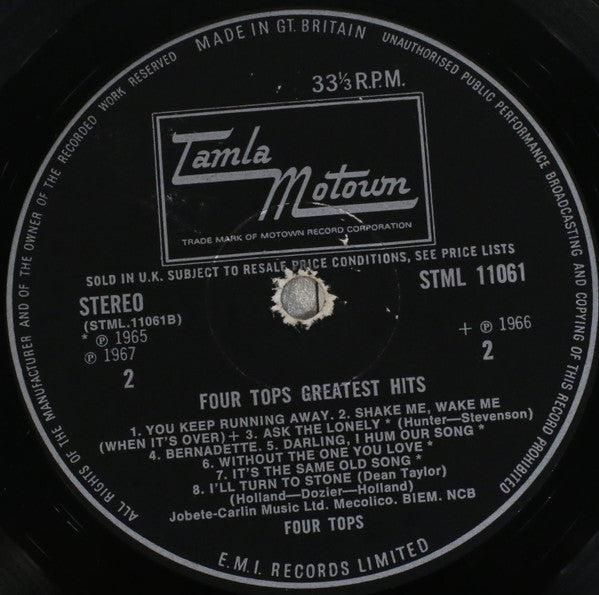 MADE IN GT. BRITAIN
UNAUTHORISED PUBLIC PERFORMANCE BROADCASTING AND COPYING OF THIS RECORD PROHIBITED
ALL RIGHTS OF THE MANUFACTURER AND OF THE OWNER OF THE RECORDED WORK RESERVED
33⅓ R.P.M.
Tamla
Motown
TRADE MARK OF MOTOWN RECORD CORPORATION
SOLD IN U.K. SUBJECT TO RESALE PRICE CONDITIONS, SEE PRICE LISTS
STEREO
STML 11061
(STML.11061B)
* ℗ 1965
+ ℗ 1966
℗ 1967
2
2
FOUR TOPS GREATEST HITS
1. YOU KEEP RUNNING AWAY. 2. SHAKE ME, WAKE ME
(WHEN IT'S OVER) + 3. ASK THE LONELY * (Hunter—Stevenson)
4. BERNADETTE. 5. DARLING, I HUM OUR SONG *
6. WITHOUT THE ONE YOU LOVE *
7. IT'S THE SAME OLD SONG *
8. I'LL TURN TO STONE (Dean Taylor)
(Holland—Dozier—Holland)
Jobete-Carlin Music Ltd. Mecolico. BIEM. NCB
FOUR TOPS
E.M.I. RECORDS LIMITED